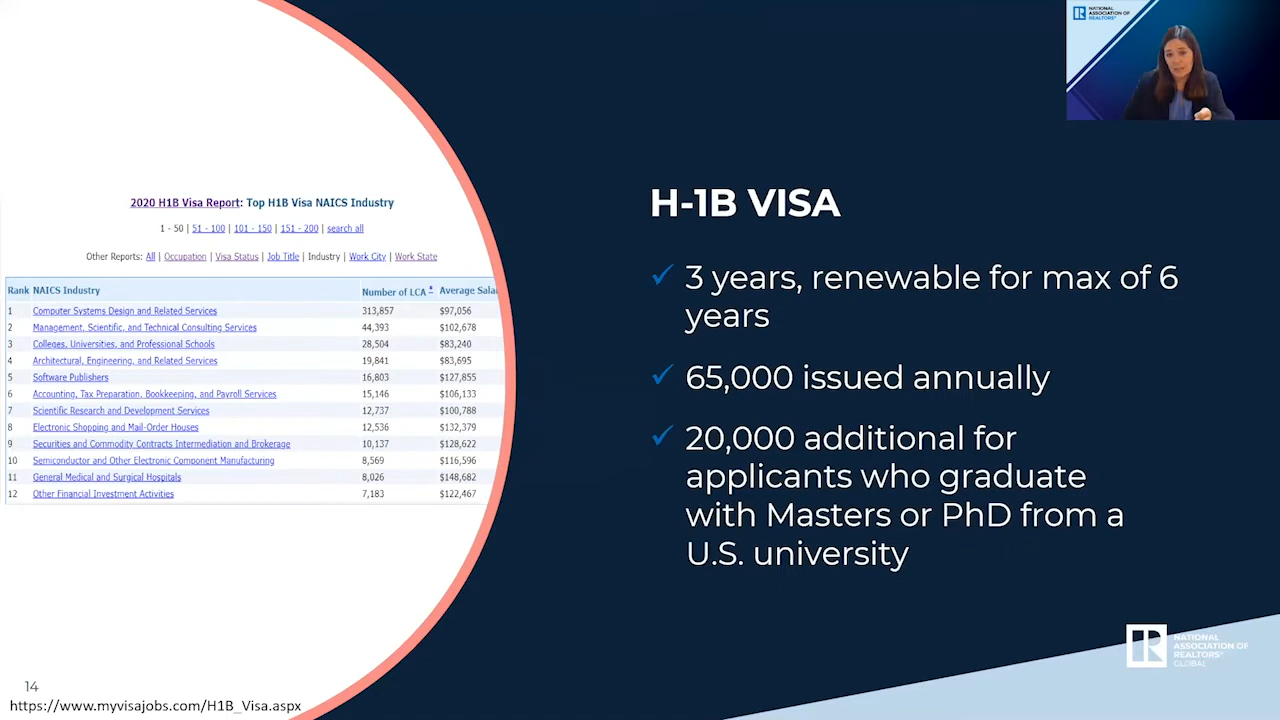 NATIONAL
ASSOCIATION OF
REALTORS®
2020 H1B Visa Report: Top H1B Visa NAICS Industry
1 - 50 | 51 - 100 | 101 - 150 | 151 - 200 | search all
Other Reports: All | Occupation | Visa Status | Job Title | Industry | Work City | Work State
Rank NAICS Industry Number of LCA Average Salar
1 Computer Systems Design and Related Services 313,857 $97,056
2 Management, Scientific, and Technical Consulting Services 44,393 $102,678
3 Colleges, Universities, and Professional Schools 28,504 $83,240
4 Architectural, Engineering, and Related Services 19,841 $83,695
5 Software Publishers 16,803 $127,855
6 Accounting, Tax Preparation, Bookkeeping, and Payroll Services 15,146 $106,133
7 Scientific Research and Development Services 12,737 $100,788
8 Electronic Shopping and Mail-Order Houses 12,536 $132,379
9 Securities and Commodity Contracts Intermediation and Brokerage 10,137 $128,622
10 Semiconductor and Other Electronic Component Manufacturing 8,569 $116,596
11 General Medical and Surgical Hospitals 8,026 $148,682
12 Other Financial Investment Activities 7,183 $122,467
H-1B VISA
✓ 3 years, renewable for max of 6
years
✓ 65,000 issued annually
✓ 20,000 additional for
applicants who graduate
with Masters or PhD from a
U.S. university
NATIONAL
ASSOCIATION OF
REALTORS®
GLOBAL
14
https://www.myvisajobs.com/H1B_Visa.aspx